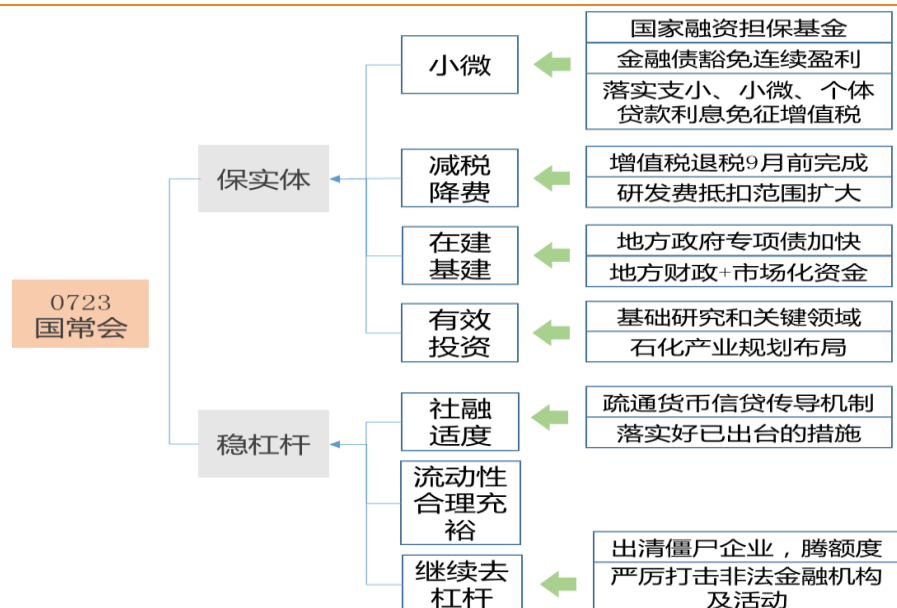 国家融资担保基金
小微
金融债豁免连续盈利
落实支小、小微、个体
贷款利息免征增值税
保实体
减税
降费
增值税退税9月前完成
研发费抵扣范围扩大
在建
基建
地方政府专项债加快
地方财政+市场化资金
0723
国常会
有效
投资
基础研究和关键领域
石化产业规划布局
稳杠杆
社融
适度
疏通货币信贷传导机制
落实好已出台的措施
流动性
合理充
裕
继续去
杠杆
出清僵尸企业，腾额度
严厉打击非法金融机构
及活动